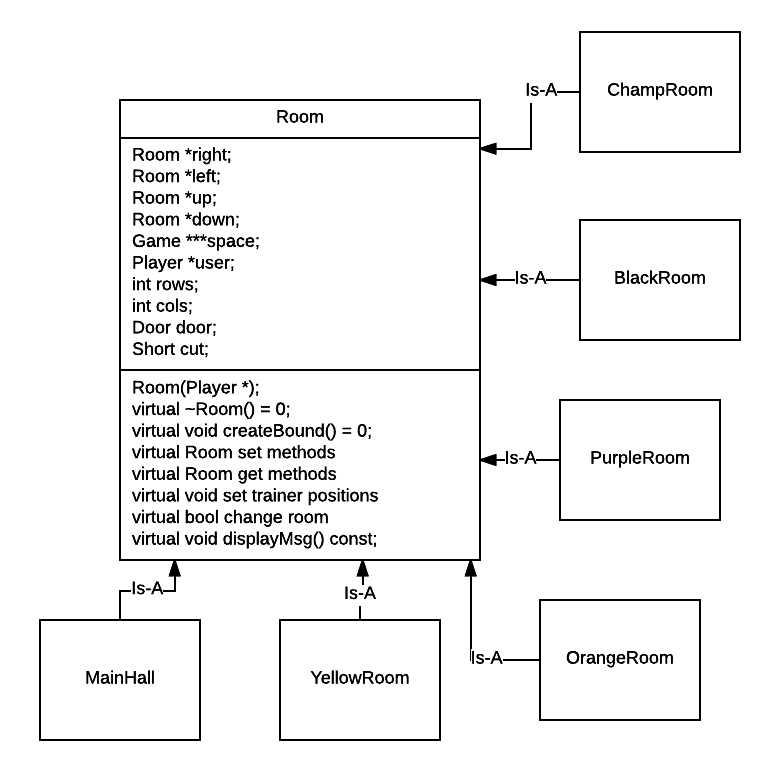 Is-A
ChampRoom
Room
Room *right;
Room *left;
Room *up;
Room *down;
Game ***space;
Player *user;
int rows;
int cols;
Door door;
Short cut;
Is-A
BlackRoom
Room(Player *);
virtual ~Room() = 0;
virtual void createBound() = 0;
virtual Room set methods
virtual Room get methods
virtual void set trainer positions
virtual bool change room
virtual void displayMsg() const;
Is-A
PurpleRoom
Is-A
MainHall
Is-A
YellowRoom
Is-A
OrangeRoom